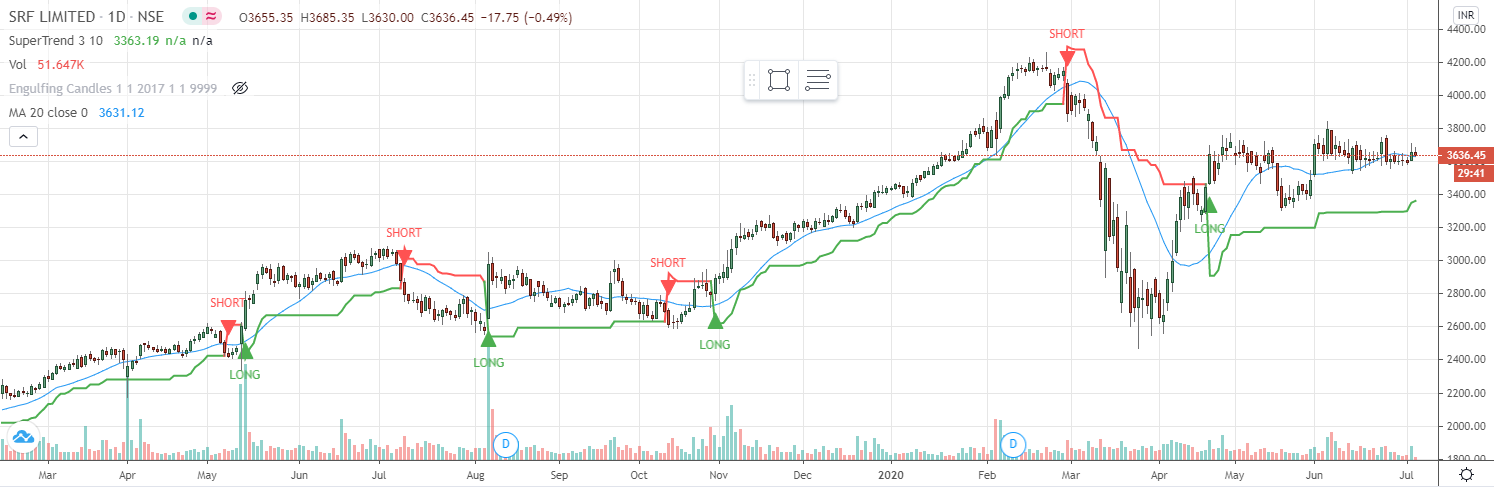 SRF LIMITED · 1D · NSE O3655.35 H3685.35 L3630.00 C3636.45 −17.75 (−0.49%)
SuperTrend 3 10 3363.19 n/a n/a
Vol 51.647K
Engulfing Candles 1 1 2017 1 1 9999
MA 20 close 0 3631.12
INR
4400.00
4200.00
4000.00
3800.00
3636.45
29:41
3400.00
3200.00
3000.00
2800.00
2600.00
2400.00
2200.00
2000.00
1800.00
SHORT
LONG
SHORT
LONG
SHORT
LONG
SHORT
LONG
D
D
Mar Apr May Jun Jul Aug Sep Oct Nov Dec 2020 Feb Mar Apr May Jun Jul